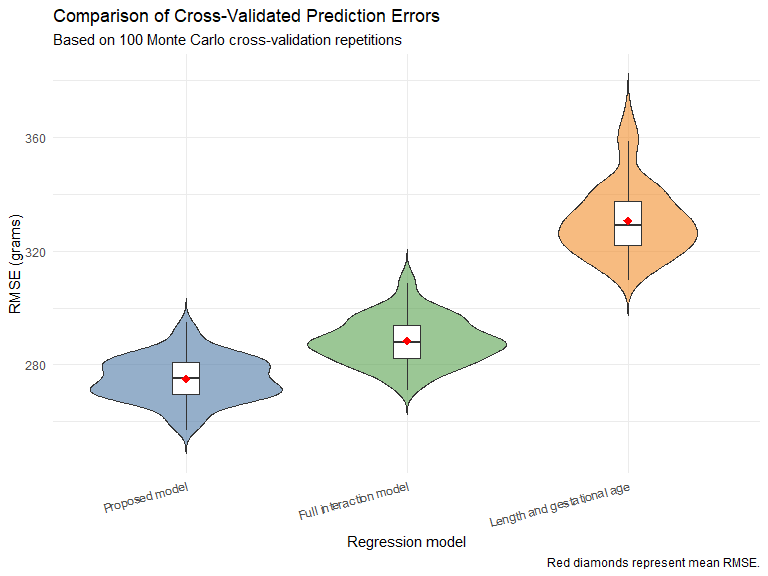 Comparison of Cross-Validated Prediction Errors
Based on 100 Monte Carlo cross-validation repetitions
RMSE (grams)
360
320
280
Proposed model
Full interaction model
Length and gestational age
Regression model
Red diamonds represent mean RMSE.